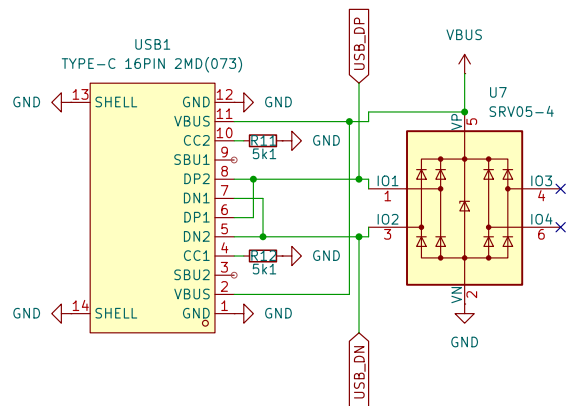 USB1
TYPE-C 16PIN 2MD(073)
USB_DP
VBUS
U7
SRV05-4
GND
13
SHELL
GND
12
GND
VBUS
11
CC2
10
R11
5k1
GND
SBU1
9
DP2
8
DN1
7
DP1
6
DN2
5
CC1
4
R12
5k1
GND
SBU2
3
VBUS
2
GND
14
SHELL
GND
1
GND
USB_DN
VP
5
IO1
1
IO2
3
IO3
4
IO4
6
VN
2
GND